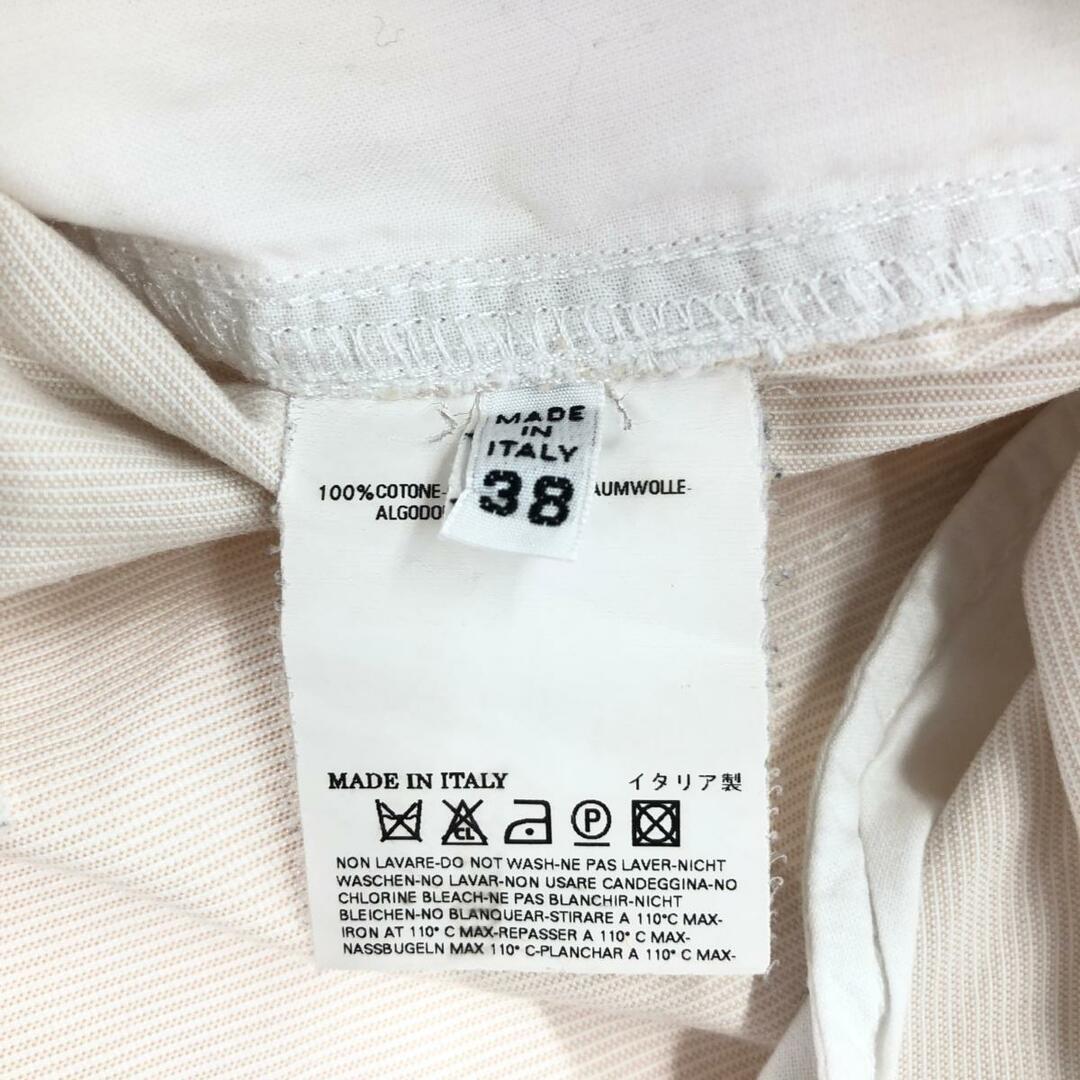 MADE
IN
ITALY
38
100%COTONE- AUMWOLLE-
ALGODO
MADE IN ITALY イタリア製
CL P
NON LAVARE-DO NOT WASH-NE PAS LAVER-NICHT
WASCHEN-NO LAVAR-NON USARE CANDEGGINA-NO
CHLORINE BLEACH-NE PAS BLANCHIR-NICHT
BLEICHEN-NO BLANQUEAR-STIRARE A 110°C MAX-
IRON AT 110° C MAX-REPASSER A 110° C MAX-
NASSBUGELN MAX 110° C-PLANCHAR A 110° C MAX-